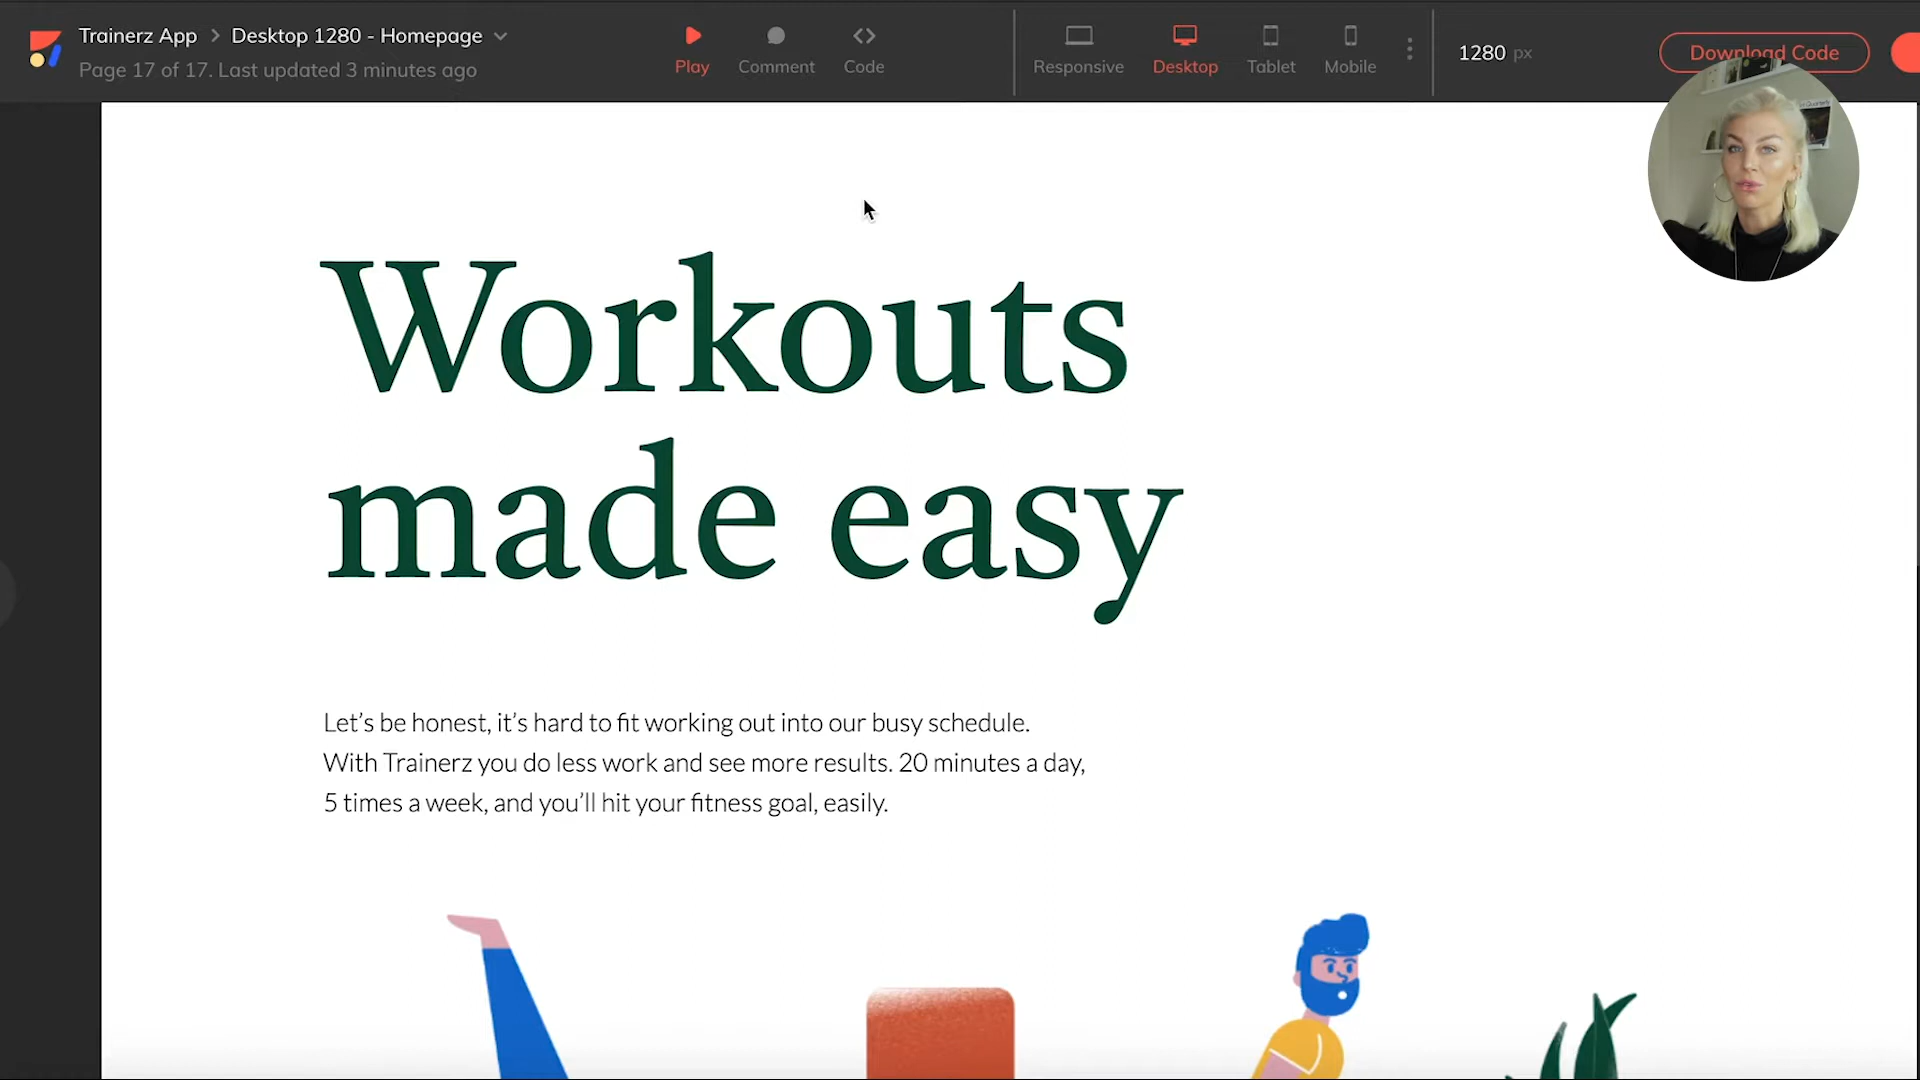 Trainerz App > Desktop 1280 - Homepage
Page 17 of 17. Last updated 3 minutes ago
Play
Comment
Code
Responsive
Desktop
Tablet
Mobile
1280 px
Download Code
Workouts
made easy
Let's be honest, it's hard to fit working out into our busy schedule.
With Trainerz you do less work and see more results. 20 minutes a day,
5 times a week, and you'll hit your fitness goal, easily.